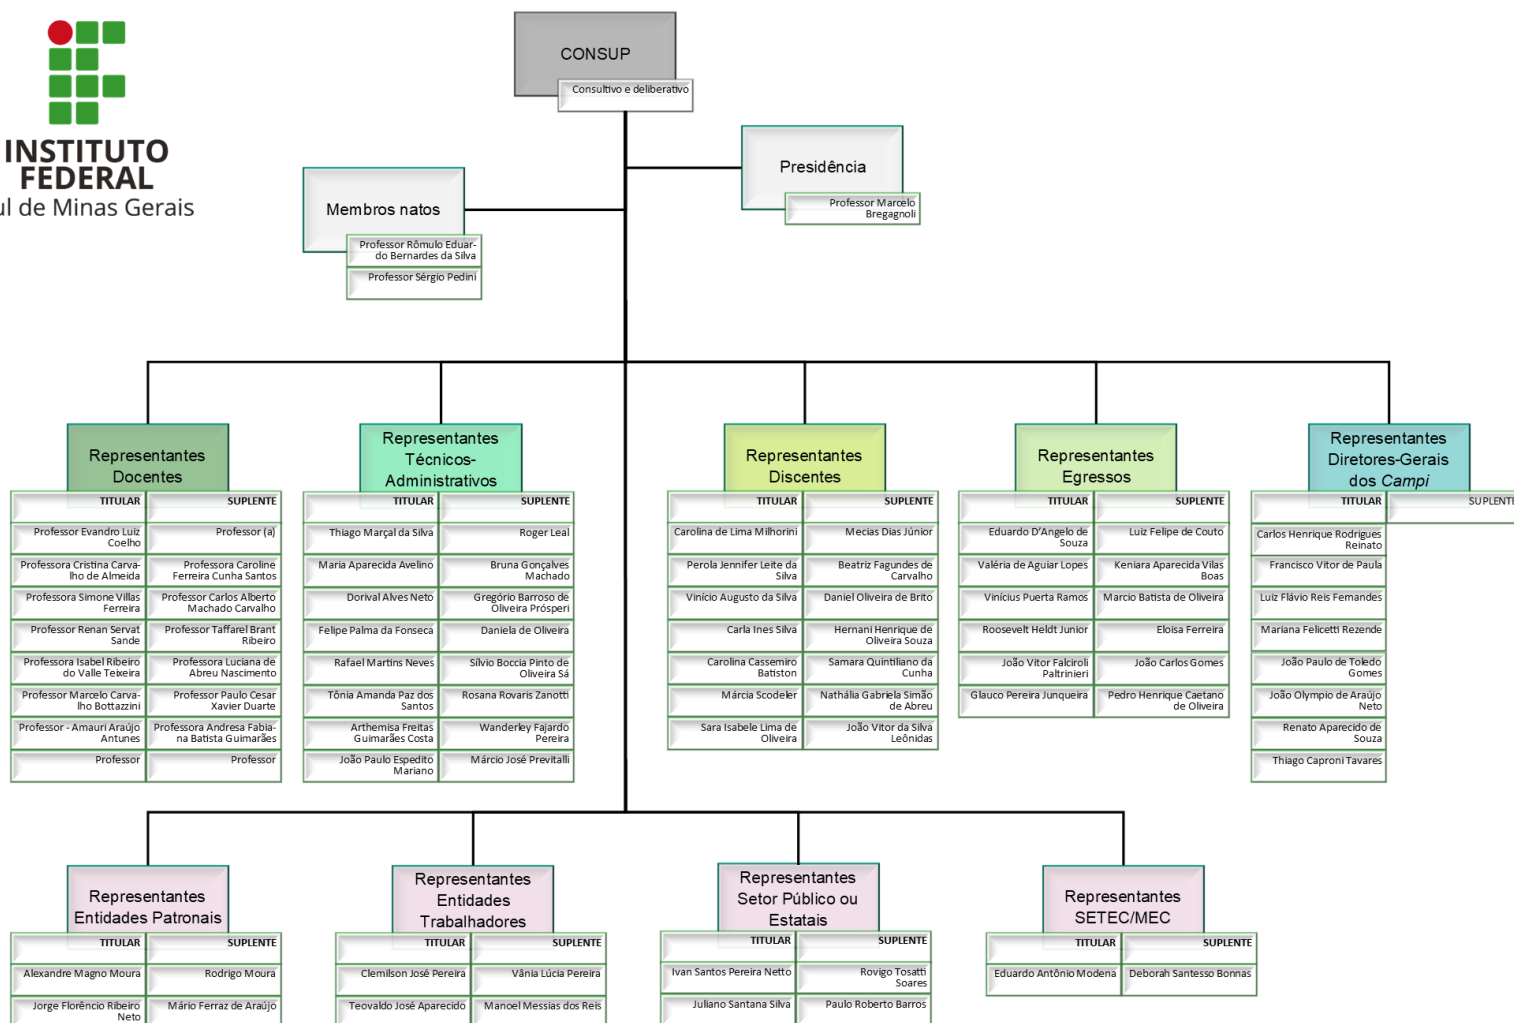 CONSUP
Consultivo e deliberativo
INSTITUTO
FEDERAL
ul de Minas Gerais
Presidência
Professor Marcelo
Bregagnoli
Membros natos
Professor Rômulo Eduar-
do Bernardes da Silva
Professor Sérgio Pedini
Representantes
Docentes
TITULAR
SUPLENTE
Professor Evandro Luiz
Coelho
Professor (a)
Professora Cristina Carva-
lho de Almeida
Professora Caroline
Ferreira Cunha Santos
Professora Simone Villas
Ferreira
Professor Carlos Alberto
Machado Carvalho
Professor Renan Servat
Sande
Professor Taffarel Brant
Ribeiro
Professora Isabel Ribeiro
do Valle Teixeira
Professora Luciana de
Abreu Nascimento
Professor Marcelo Carva-
lho Bottazzini
Professor Paulo Cesar
Xavier Duarte
Professor - Amauri Araújo
Antunes
Professora Andresa Fabia-
na Batista Guimarães
Professor
Professor
Representantes
Técnicos-
Administrativos
TITULAR
SUPLENTE
Thiago Marçal da Silva
Roger Leal
Maria Aparecida Avelino
Bruna Gonçalves
Machado
Dorival Alves Neto
Gregório Barroso de
Oliveira Prósperi
Felipe Palma da Fonseca
Daniela de Oliveira
Rafael Martins Neves
Sílvio Boccia Pinto de
Oliveira Sá
Tônia Amanda Paz dos
Santos
Rosana Rovaris Zanotti
Arthemisa Freitas
Guimarães Costa
Wanderley Fajardo
Pereira
João Paulo Espedito
Mariano
Márcio José Previtalli
Representantes
Discentes
TITULAR
SUPLENTE
Carolina de Lima Milhorini
Mecias Dias Júnior
Perola Jennifer Leite da
Silva
Beatriz Fagundes de
Carvalho
Vinício Augusto da Silva
Daniel Oliveira de Brito
Carla Ines Silva
Hernani Henrique de
Oliveira Souza
Carolina Cassemiro
Batiston
Samara Quintiliano da
Cunha
Márcia Scodeler
Nathália Gabriela Simão
de Abreu
Sara Isabele Lima de
Oliveira
João Vitor da Silva
Leônidas
Representantes
Egressos
TITULAR
SUPLENTE
Eduardo D’Angelo de
Souza
Luiz Felipe de Couto
Valéria de Aguiar Lopes
Keniara Aparecida Vilas
Boas
Vinícius Puerta Ramos
Marcio Batista de Oliveira
Roosevelt Heldt Junior
Eloisa Ferreira
João Vitor Falciroli
Paltrinieri
João Carlos Gomes
Glauco Pereira Junqueira
Pedro Henrique Caetano
de Oliveira
Representantes
Diretores-Gerais
dos Campi
TITULAR
SUPLENTE
Carlos Henrique Rodrigues
Reinato
Francisco Vitor de Paula
Luiz Flávio Reis Fernandes
Mariana Felicetti Rezende
João Paulo de Toledo
Gomes
João Olympio de Araújo
Neto
Renato Aparecido de
Souza
Thiago Caproni Tavares
Representantes
Entidades Patronais
TITULAR
SUPLENTE
Alexandre Magno Moura
Rodrigo Moura
Jorge Florêncio Ribeiro
Neto
Mário Ferraz de Araújo
Representantes
Entidades
Trabalhadores
TITULAR
SUPLENTE
Clemilson José Pereira
Vânia Lúcia Pereira
Teovaldo José Aparecido
Manoel Messias dos Reis
Representantes
Setor Público ou
Estatais
TITULAR
SUPLENTE
Ivan Santos Pereira Netto
Rovigo Tosatti
Soares
Juliano Santana Silva
Paulo Roberto Barros
Representantes
SETEC/MEC
TITULAR
SUPLENTE
Eduardo Antônio Modena
Deborah Santesso Bonnas